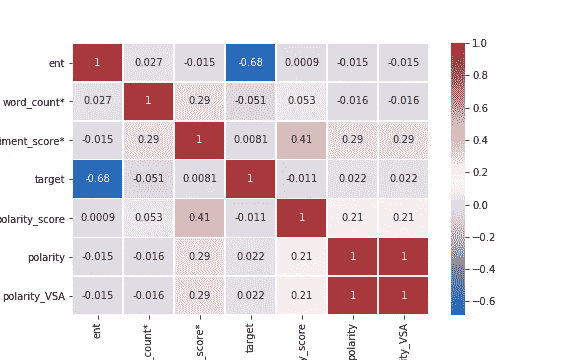 ent 1 0.027 -0.015 -0.68 0.0009 -0.015 -0.015
word_count* 0.027 1 0.29 -0.051 0.053 -0.016 -0.016
iment_score* -0.015 0.29 1 0.0081 0.41 0.29 0.29
target -0.68 -0.051 0.0081 1 -0.011 0.022 0.022
polarity_score 0.0009 0.053 0.41 -0.011 1 0.21 0.21
polarity -0.015 -0.016 0.29 0.022 0.21 1 1
polarity_VSA -0.015 -0.016 0.29 0.022 0.21 1 1
ent _count* _score* target y_score polarity ity_VSA
1.0
0.8
0.6
0.4
0.2
0.0
−0.2
−0.4
−0.6